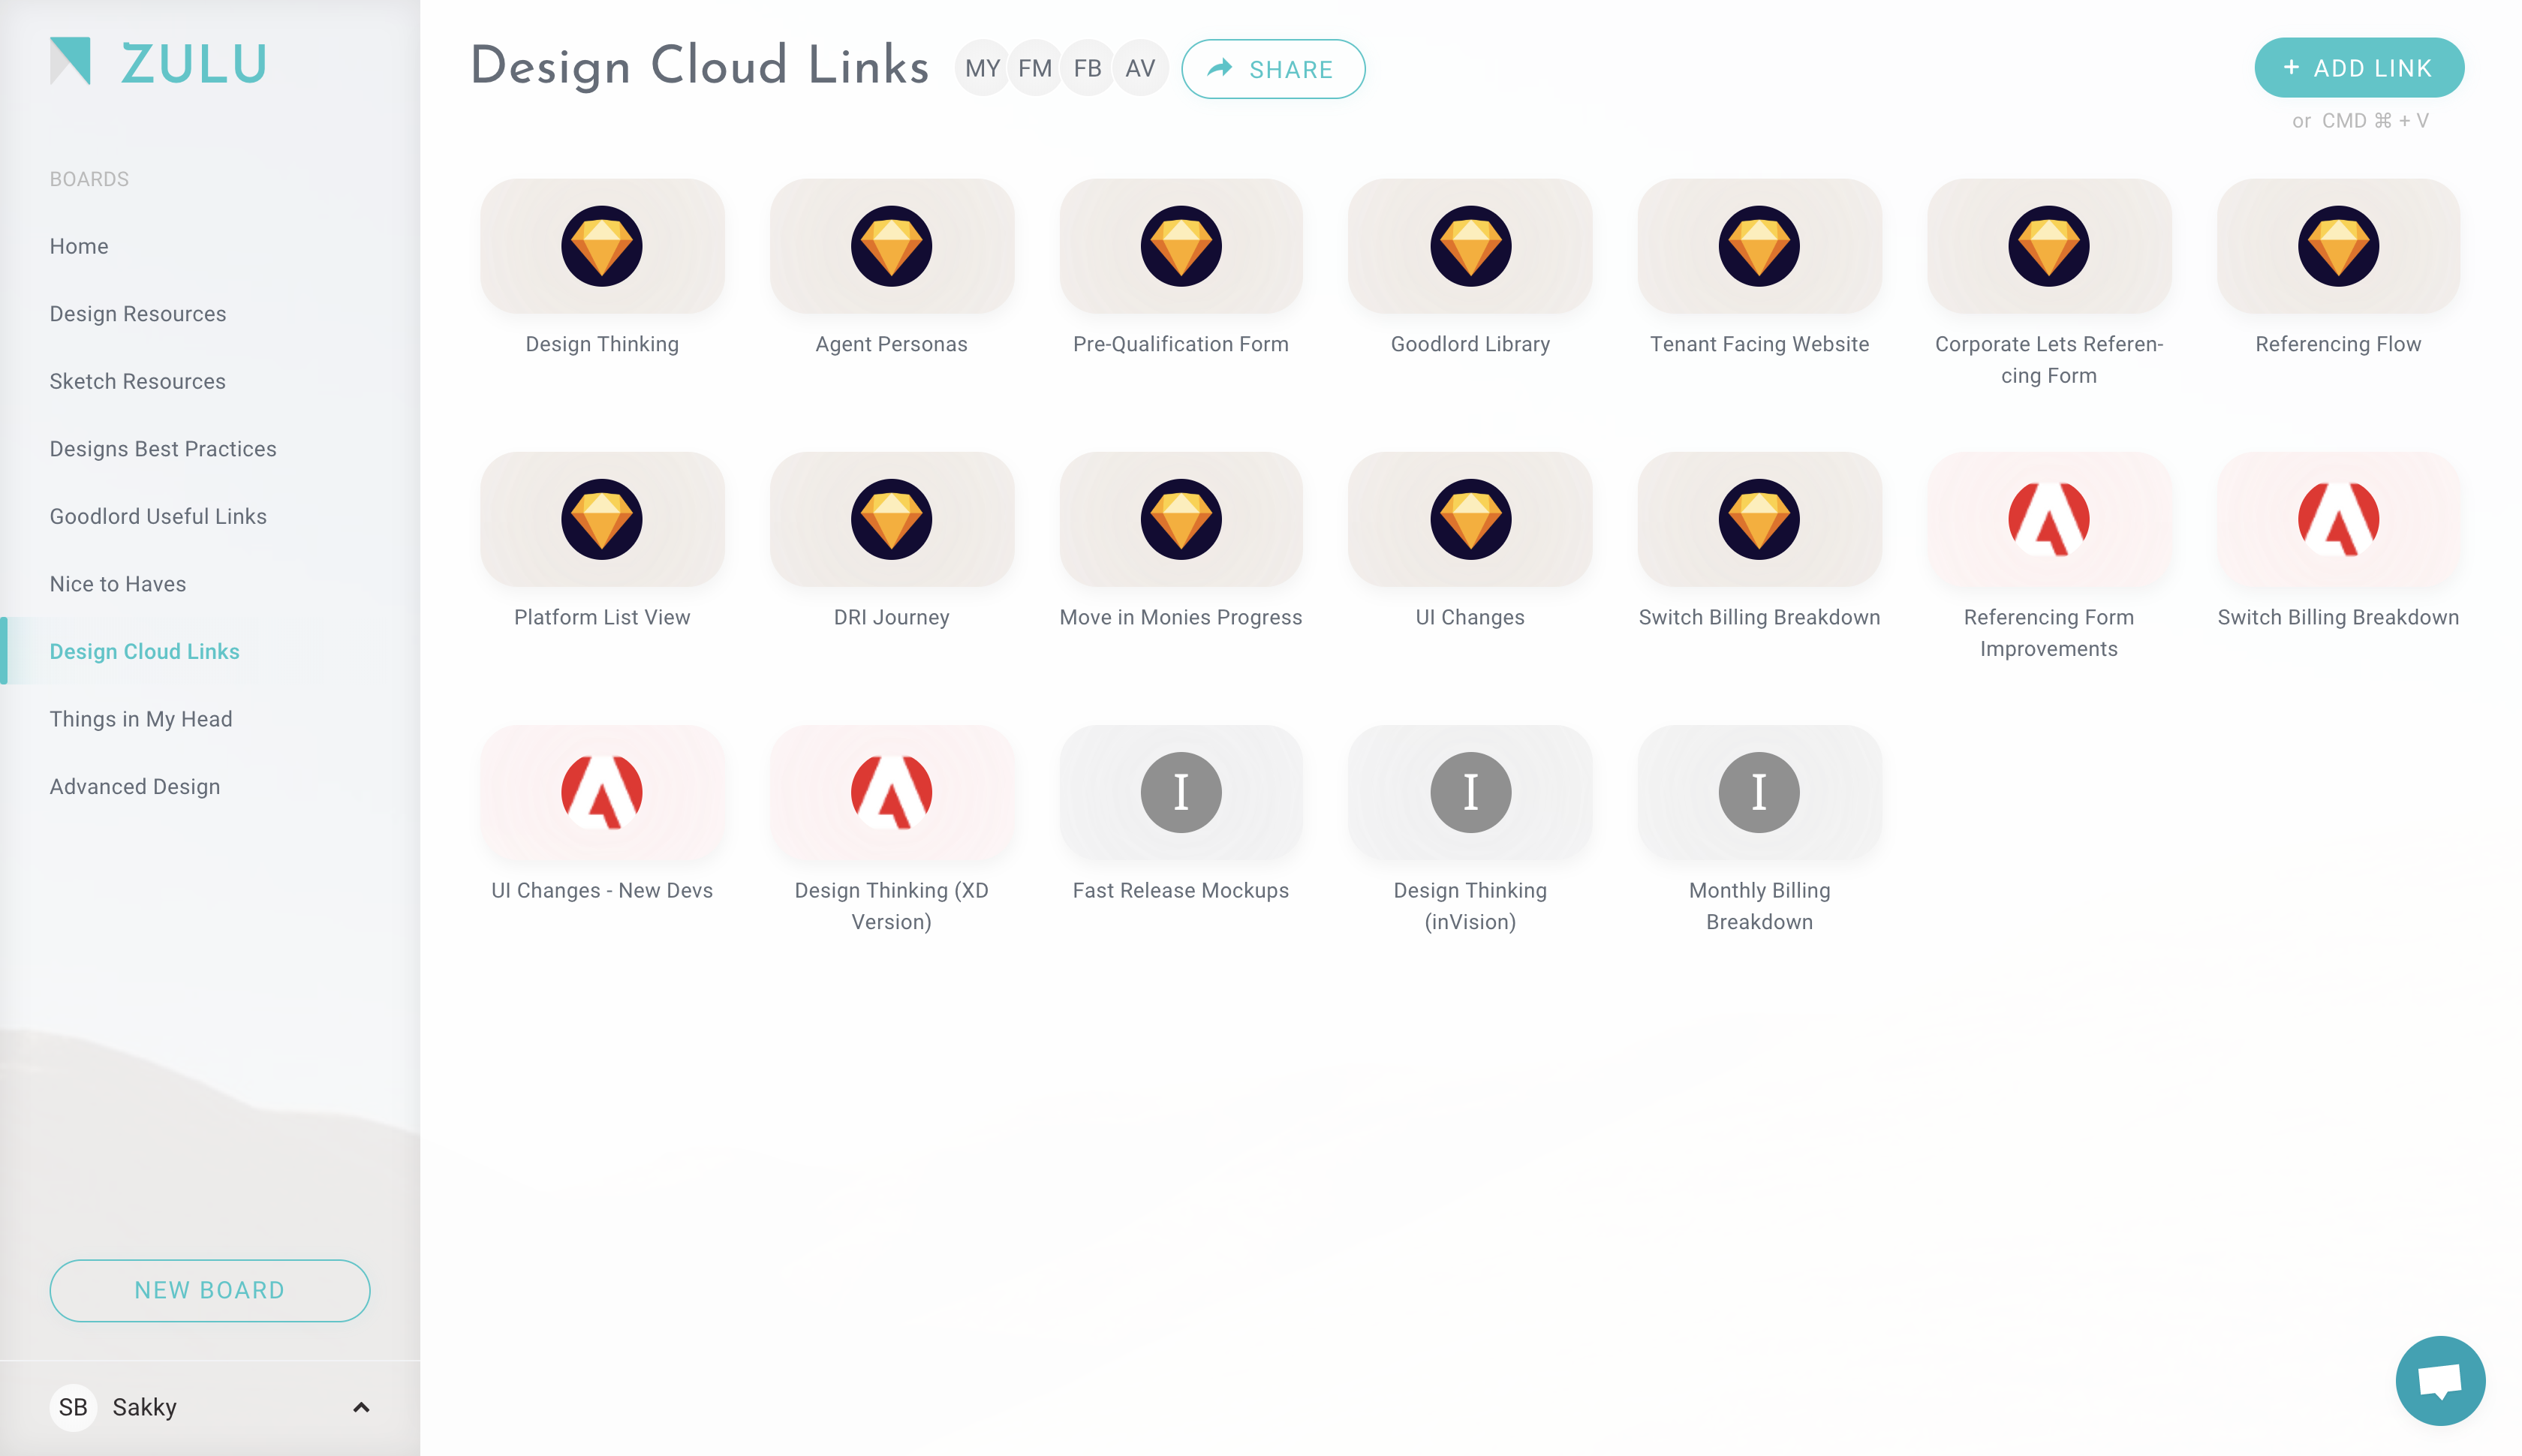 ZULU
BOARDS
Home
Design Resources
Sketch Resources
Designs Best Practices
Goodlord Useful Links
Nice to Haves
Design Cloud Links
Things in My Head
Advanced Design
NEW BOARD
SB Sakky
Design Cloud Links MY FM FB AV SHARE
+ ADD LINK
or CMD ⌘ + V
Design Thinking
Agent Personas
Pre-Qualification Form
Goodlord Library
Tenant Facing Website
Corporate Lets Referen-
cing Form
Referencing Flow
Platform List View
DRI Journey
Move in Monies Progress
UI Changes
Switch Billing Breakdown
Referencing Form
Improvements
Switch Billing Breakdown
UI Changes - New Devs
Design Thinking (XD
Version)
I
Fast Release Mockups
I
Design Thinking
(inVision)
I
Monthly Billing
Breakdown